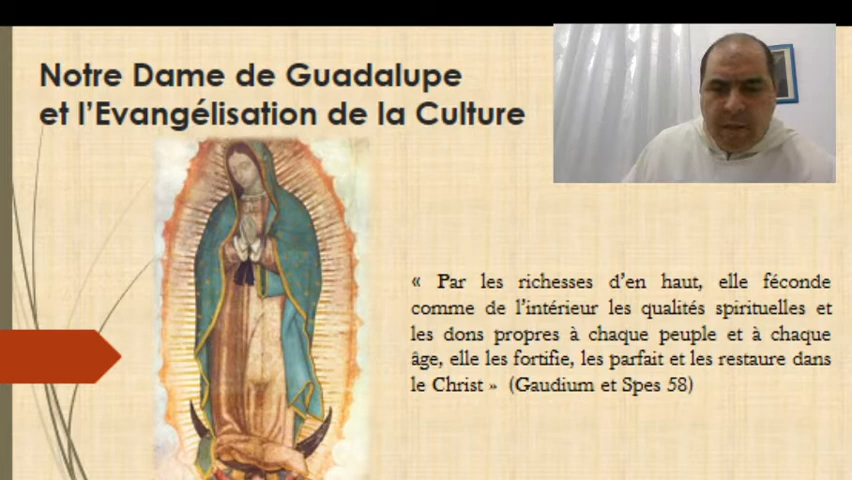 Notre Dame de Guadalupe
et l'Evangélisation de la Culture
« Par les richesses d'en haut, elle féconde
comme de l'intérieur les qualités spirituelles et
les dons propres à chaque peuple et à chaque
âge, elle les fortifie, les parfait et les restaure dans
le Christ » (Gaudium et Spes 58)